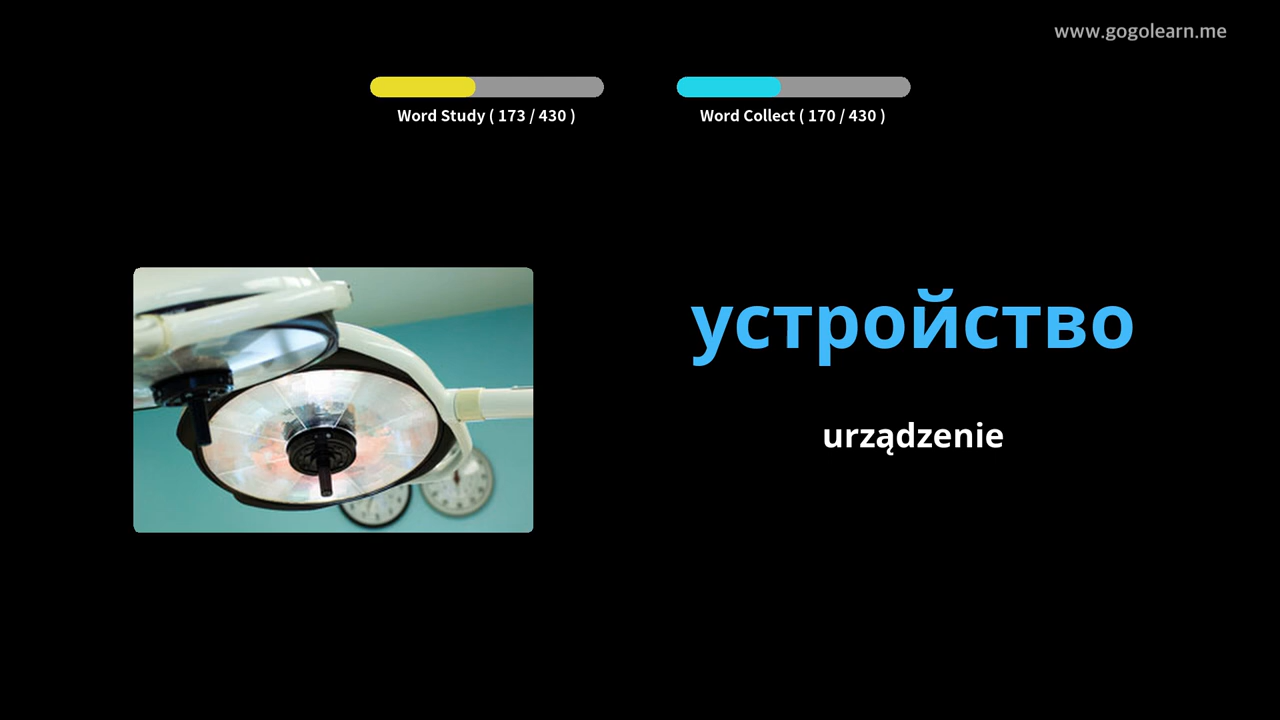 www.gogolearn.me
Word Study ( 173 / 430 )
Word Collect ( 170 / 430 )
устройство
urządzenie